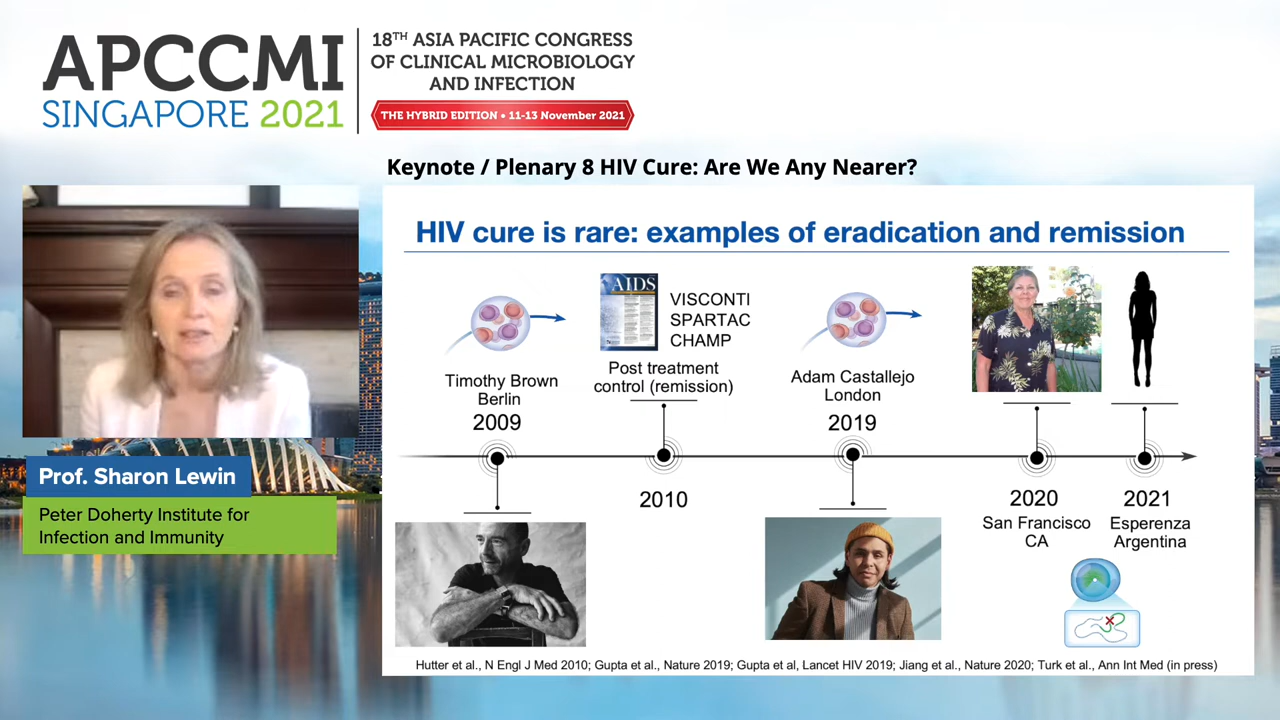 APCCMI
SINGAPORE 2021
18TH ASIA PACIFIC CONGRESS
OF CLINICAL MICROBIOLOGY
AND INFECTION
THE HYBRID EDITION • 11-13 November 2021
Keynote / Plenary 8 HIV Cure: Are We Any Nearer?
Prof. Sharon Lewin
Peter Doherty Institute for
Infection and Immunity
HIV cure is rare: examples of eradication and remission
Timothy Brown
Berlin
2009
AIDS
VISCONTI
SPARTAC
CHAMP
Post treatment
control (remission)
2010
Adam Castallejo
London
2019
2020
San Francisco
CA
2021
Esperenza
Argentina
Hutter et al., N Engl J Med 2010; Gupta et al., Nature 2019; Gupta et al, Lancet HIV 2019; Jiang et al., Nature 2020; Turk et al., Ann Int Med (in press)